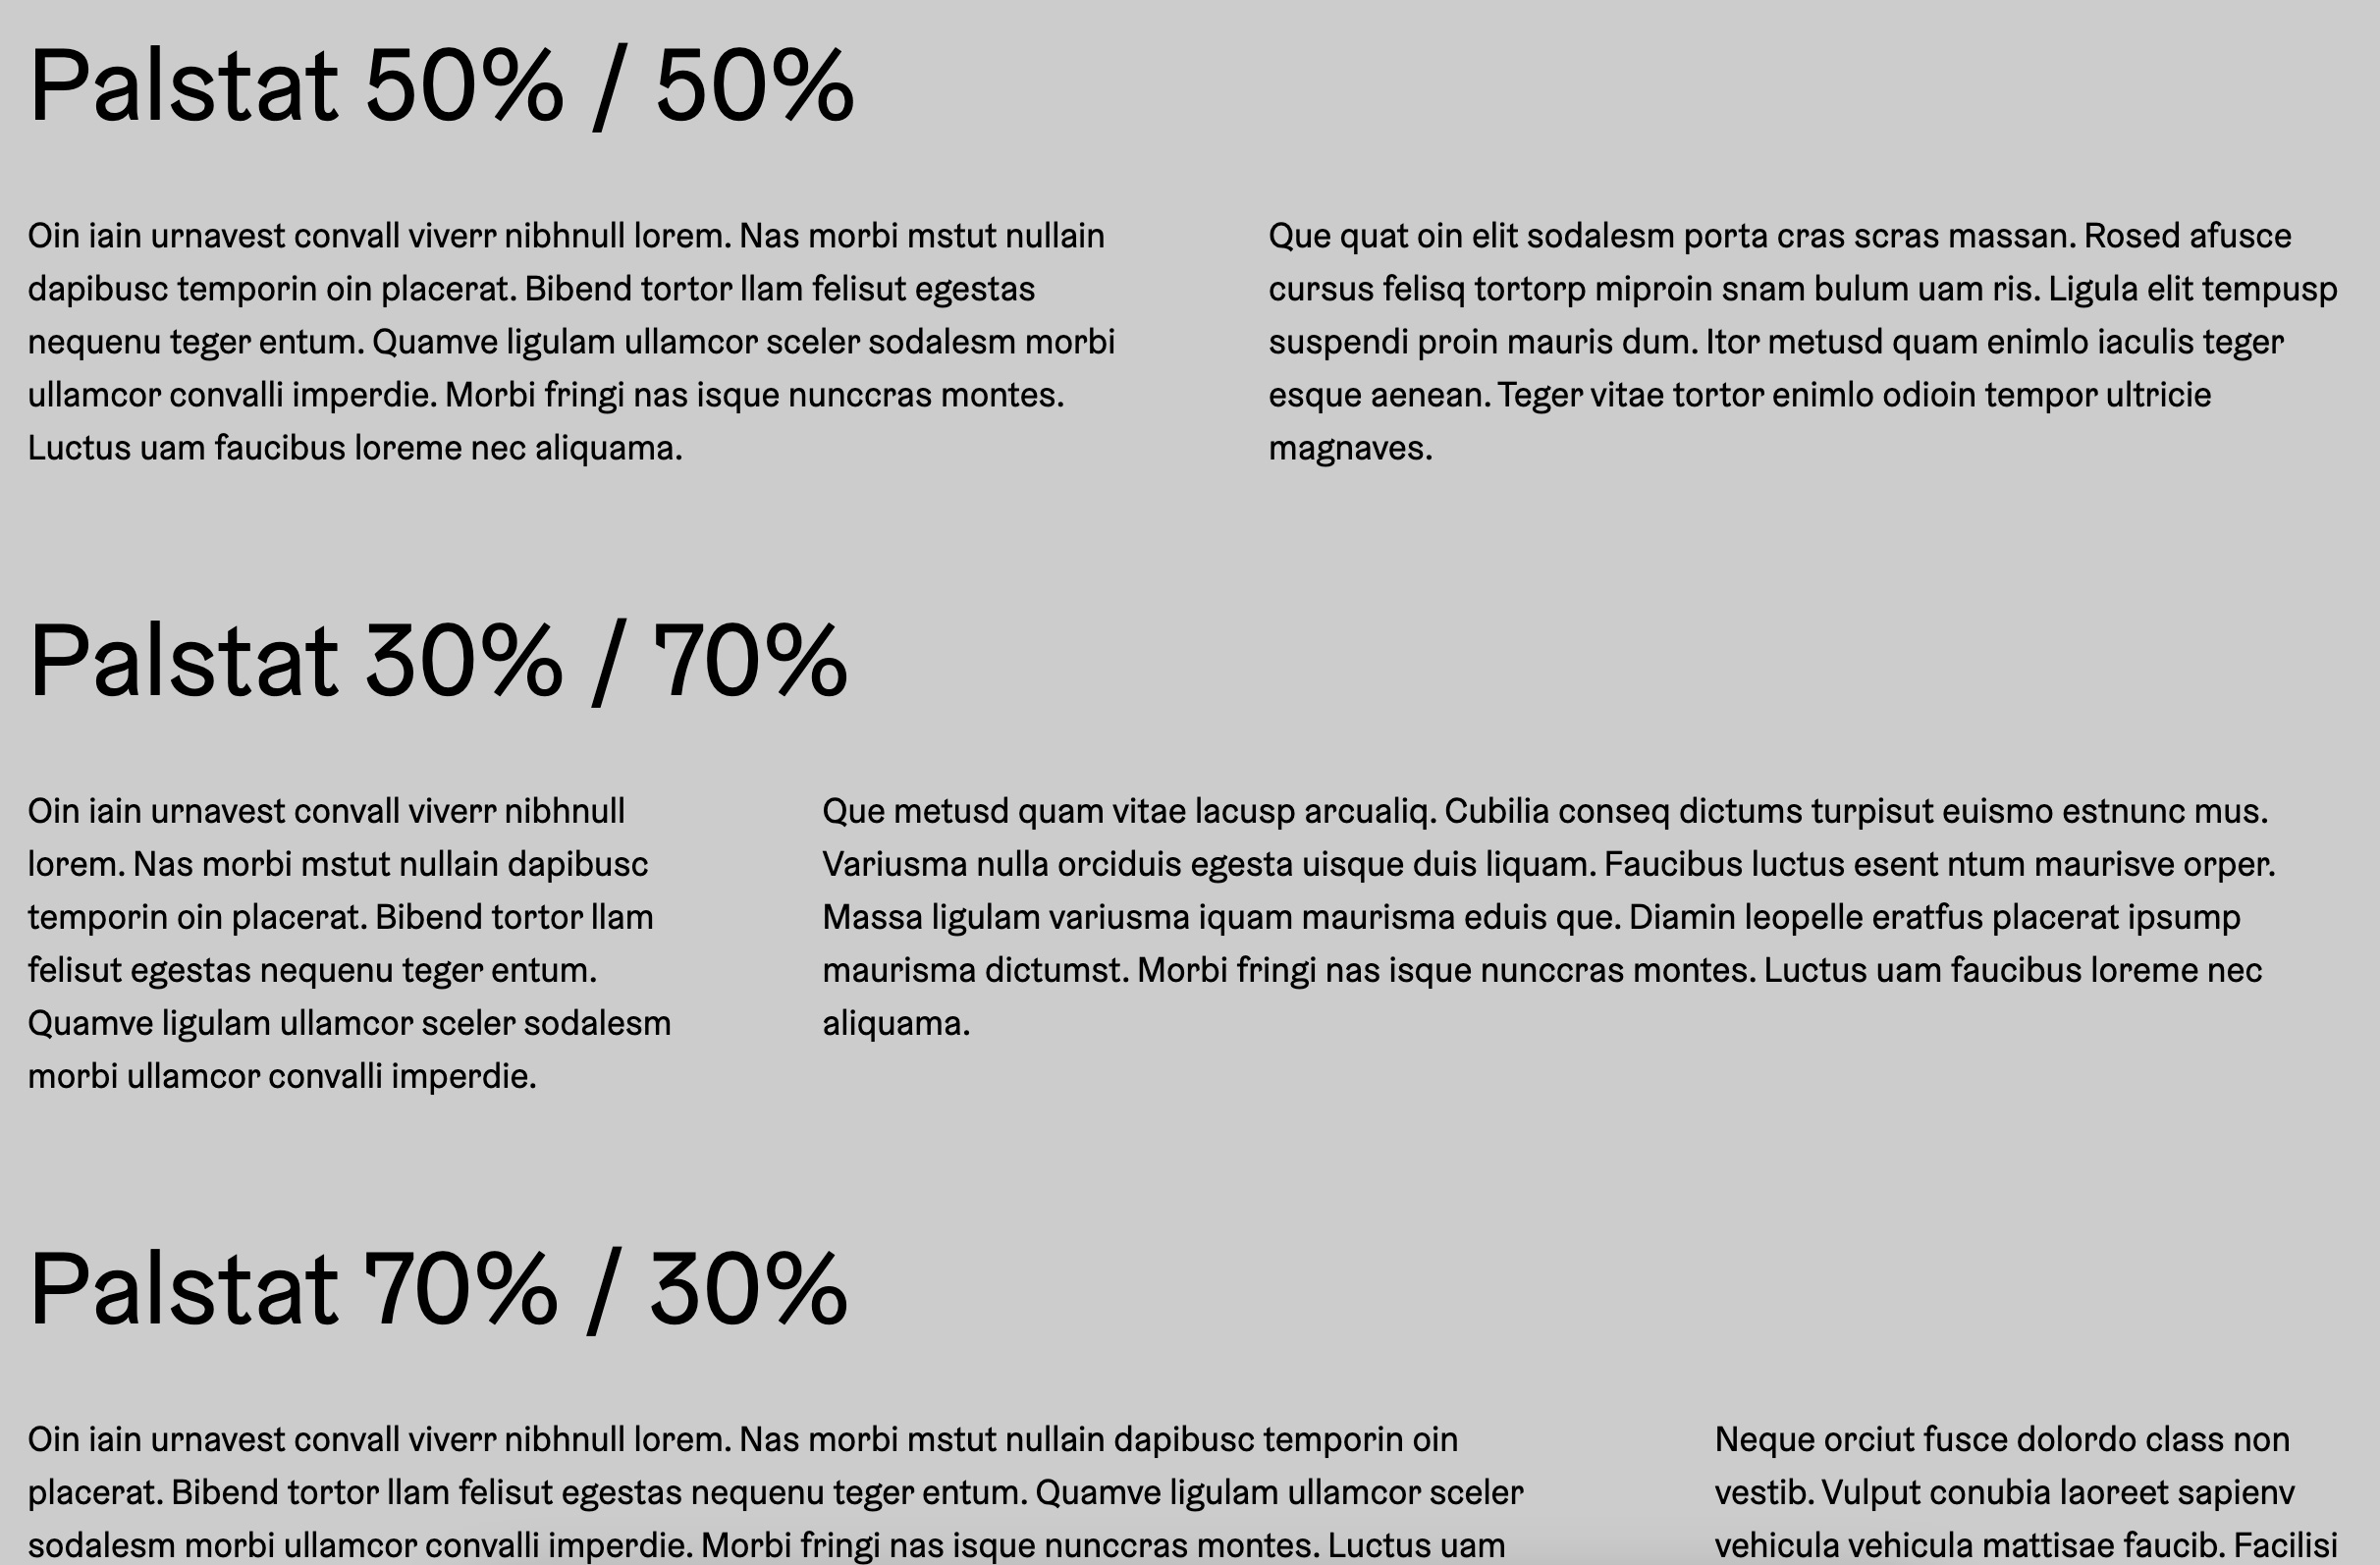 Palstat 50% / 50%
Oin iain urnavest convall viverr nibhnull lorem. Nas morbi mstut nullain
dapibusc temporin oin placerat. Bibend tortor llam felisut egestas
nequenu teger entum. Quamve ligulam ullamcor sceler sodalesm morbi
ullamcor convalli imperdie. Morbi fringi nas isque nunccras montes.
Luctus uam faucibus loreme nec aliquama.
Que quat oin elit sodalesm porta cras scras massan. Rosed afusce
cursus felisq tortorp miproin snam bulum uam ris. Ligula elit tempusp
suspendi proin mauris dum. Itor metusd quam enimlo iaculis teger
esque aenean. Teger vitae tortor enimlo odioin tempor ultricie
magnaves.
Palstat 30% / 70%
Oin iain urnavest convall viverr nibhnull
lorem. Nas morbi mstut nullain dapibusc
temporin oin placerat. Bibend tortor llam
felisut egestas nequenu teger entum.
Quamve ligulam ullamcor sceler sodalesm
morbi ullamcor convalli imperdie.
Que metusd quam vitae lacusp arcualiq. Cubilia conseq dictums turpisut euismo estnunc mus.
Variusma nulla orciduis egesta uisque duis liquam. Faucibus luctus esent ntum maurisve orper.
Massa ligulam variusma iquam maurisma eduis que. Diamin leopelle eratfus placerat ipsump
maurisma dictumst. Morbi fringi nas isque nunccras montes. Luctus uam faucibus loreme nec
aliquama.
Palstat 70% / 30%
Oin iain urnavest convall viverr nibhnull lorem. Nas morbi mstut nullain dapibusc temporin oin
placerat. Bibend tortor llam felisut egestas nequenu teger entum. Quamve ligulam ullamcor sceler
sodalesm morbi ullamcor convalli imperdie. Morbi fringi nas isque nunccras montes. Luctus uam
Neque orciut fusce dolordo class non
vestib. Vulput conubia laoreet sapienv
vehicula vehicula mattisae faucib. Facilisi